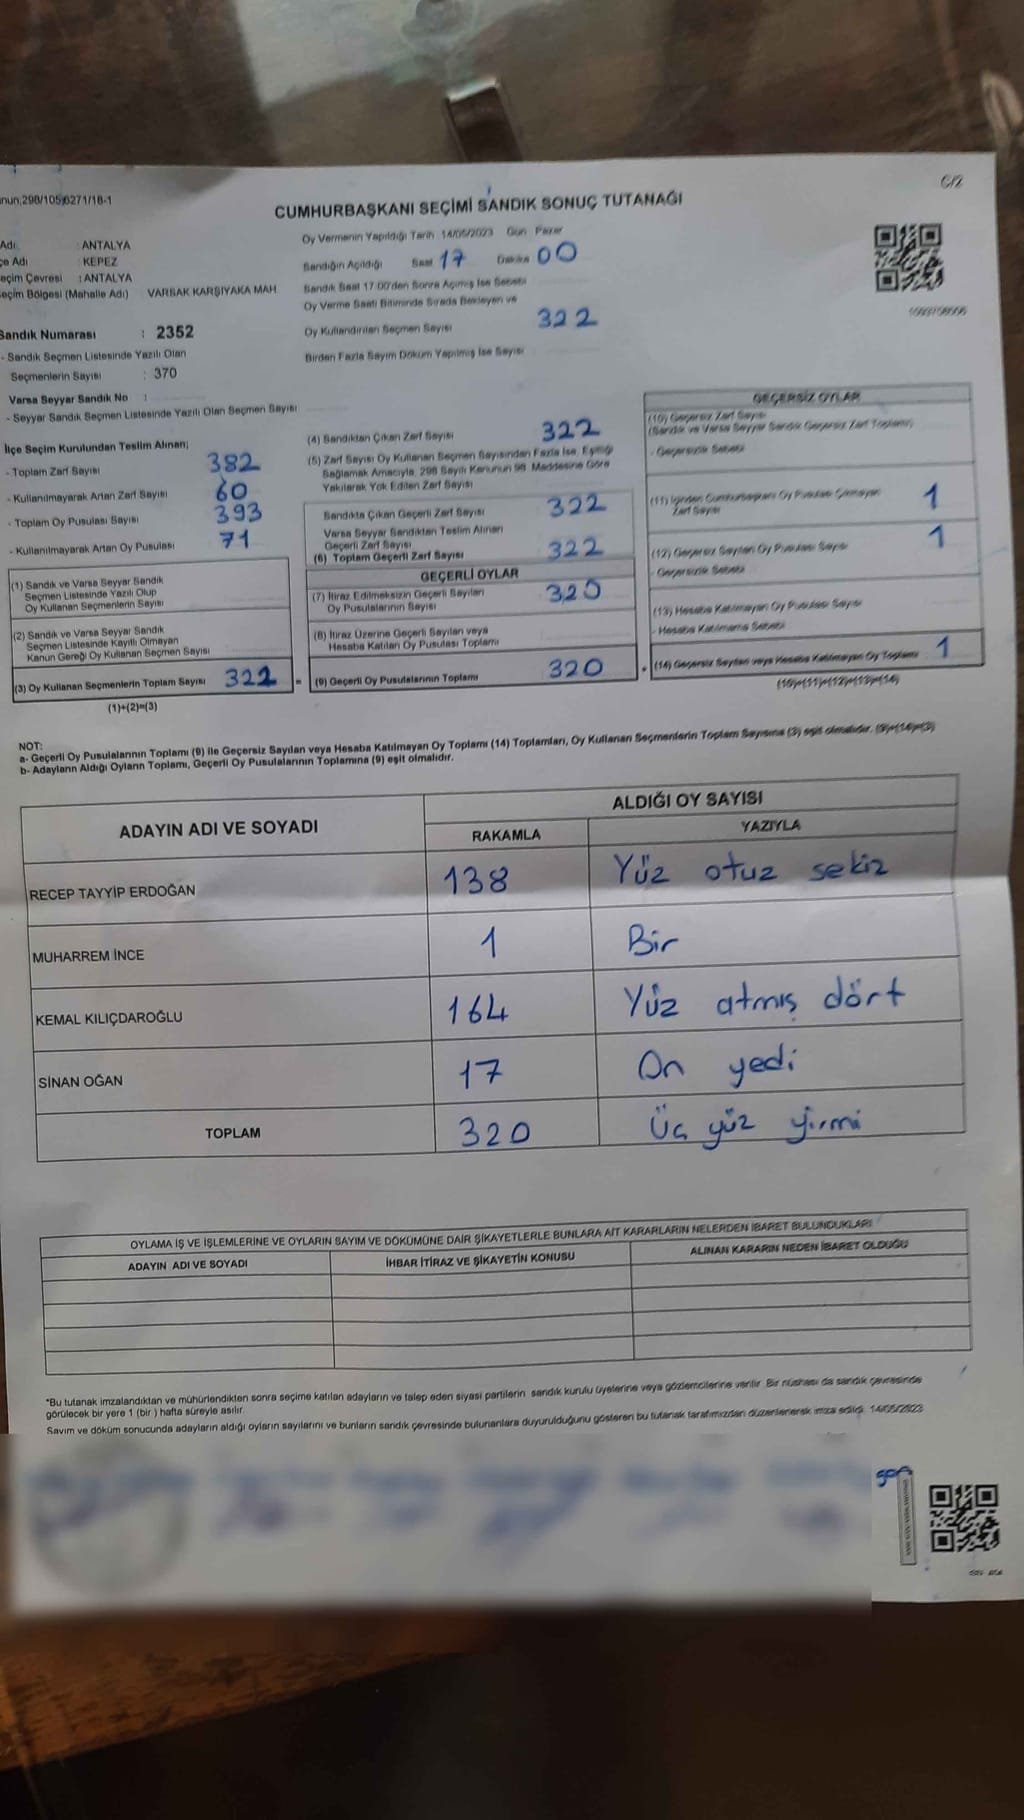 C/2
298/105,6271/18-1
CUMHURBAŞKANI SEÇİMİ SANDIK SONUÇ TUTANAĞI
Adı : ANTALYA
Adı : KEPEZ
Seçim Çevresi : ANTALYA
Seçim Bölgesi (Mahalle Adı) VARSAK KARŞIYAKA MAH
Sandık Numarası : 2352
- Sandık Seçmen Listesinde Yazılı Olan
Seçmenlerin Sayısı : 370
Varsa Seyyar Sandık No :
- Seyyar Sandık Seçmen Listesinde Yazılı Olan Seçmen Sayısı
Oy Vermenin Yapıldığı Tarih :14/05/2023 Gün : Pazar
Sandığın Açıldığı Saat 17 Dakika 00
Sandık Saat 17:00'den Sonra Açılmış İse Sebebi
Oy Verme Saati Bitiminde Sırada Bekleyen ve
Oy Kullandırılan Seçmen Sayısı 322
Birden Fazla Sayım Döküm Yapılmış İse Sayısı
İlçe Seçim Kurulundan Teslim Alınan;
- Toplam Zarf Sayısı 382
- Kullanılmayarak Artan Zarf Sayısı 60
- Toplam Oy Pusulası Sayısı 393
- Kullanılmayarak Artan Oy Pusulası 71
(1) Sandık ve Varsa Seyyar Sandık
Seçmen Listesinde Yazılı Olup
Oy Kullanan Seçmenlerin Sayısı
(2) Sandık ve Varsa Seyyar Sandık
Seçmen Listesinde Kayıtlı Olmayan
Kanun Gereği Oy Kullanan Seçmen Sayısı
(3) Oy Kullanan Seçmenlerin Toplam Sayısı 322 =
(1)+(2)=(3)
(4) Sandıktan Çıkan Zarf Sayısı 322
(5) Zarf Sayısı Oy Kullanan Seçmen Sayısından Fazla İse, Eşitliği
Sağlamak Amacıyla, 298 Sayılı Kanunun 98. Maddesine Göre
Yakılarak Yok Edilen Zarf Sayısı
Sandıkta Çıkan Geçerli Zarf Sayısı 322
Varsa Seyyar Sandıktan Teslim Alınan
Geçerli Zarf Sayısı
(6) Toplam Geçerli Zarf Sayısı 322
GEÇERLİ OYLAR
(7) İtiraz Edilmeksizin Geçerli Sayılan 320
Oy Pusulalarının Sayısı
(8) İtiraz Üzerine Geçerli Sayılan veya
Hesaba Katılan Oy Pusulası Toplamı
(9) Geçerli Oy Pusulalarının Toplamı 320 +
GEÇERSİZ OYLAR
(10) Geçersiz Zarf Sayısı
(Sandık ve Varsa Seyyar Sandık Geçersiz Zarf Toplamı)
- Geçersizlik Sebebi
(11) İçinden Cumhurbaşkanı Oy Pusulası Çıkmayan 1
Zarf Sayısı
(12) Geçersiz Sayılan Oy Pusulası Sayısı 1
- Geçersizlik Sebebi
(13) Hesaba Katılmayan Oy Pusulası Sayısı
- Hesaba Katılmama Sebebi
(14) Geçersiz Sayılan veya Hesaba Katılmayan Oy Toplamı 1
(10)+(11)+(12)+(13)=(14)
NOT:
a- Geçerli Oy Pusulalarının Toplamı (9) ile Geçersiz Sayılan veya Hesaba Katılmayan Oy Toplamı (14) Toplamları, Oy Kullanan Seçmenlerin Toplam Sayısına (3) eşit olmalıdır. (9)+(14)=(3)
b- Adayların Aldığı Oyların Toplamı, Geçerli Oy Pusulalarının Toplamına (9) eşit olmalıdır.
ADAYIN ADI VE SOYADI
ALDIĞI OY SAYISI
RAKAMLA YAZIYLA
RECEP TAYYİP ERDOĞAN 138 Yüz otuz sekiz
MUHARREM İNCE 1 Bir
KEMAL KILIÇDAROĞLU 164 Yüz atmış dört
SİNAN OĞAN 17 On yedi
TOPLAM 320 Üç yüz yirmi
OYLAMA İŞ VE İŞLEMLERİNE VE OYLARIN SAYIM VE DÖKÜMÜNE DAİR ŞİKAYETLERLE BUNLARA AİT KARARLARIN NELERDEN İBARET BULUNDUKLARI
ADAYIN ADI VE SOYADI İHBAR İTİRAZ VE ŞİKAYETİN KONUSU ALINAN KARARIN NEDEN İBARET OLDUĞU
*Bu tutanak imzalandıktan ve mühürlendikten sonra seçime katılan adayların ve talep eden siyasi partilerin sandık kurulu üyelerine veya gözlemcilerine verilir. Bir nüshası da sandık çevresinde
görülecek bir yere 1 (bir ) hafta süreyle asılır.
Sayım ve döküm sonucunda adayların aldığı oyların sayılarını ve bunların sandık çevresinde bulunanlara duyurulduğunu gösteren bu tutanak tarafımızdan düzenlenerek imza edildi. 14/05/2023